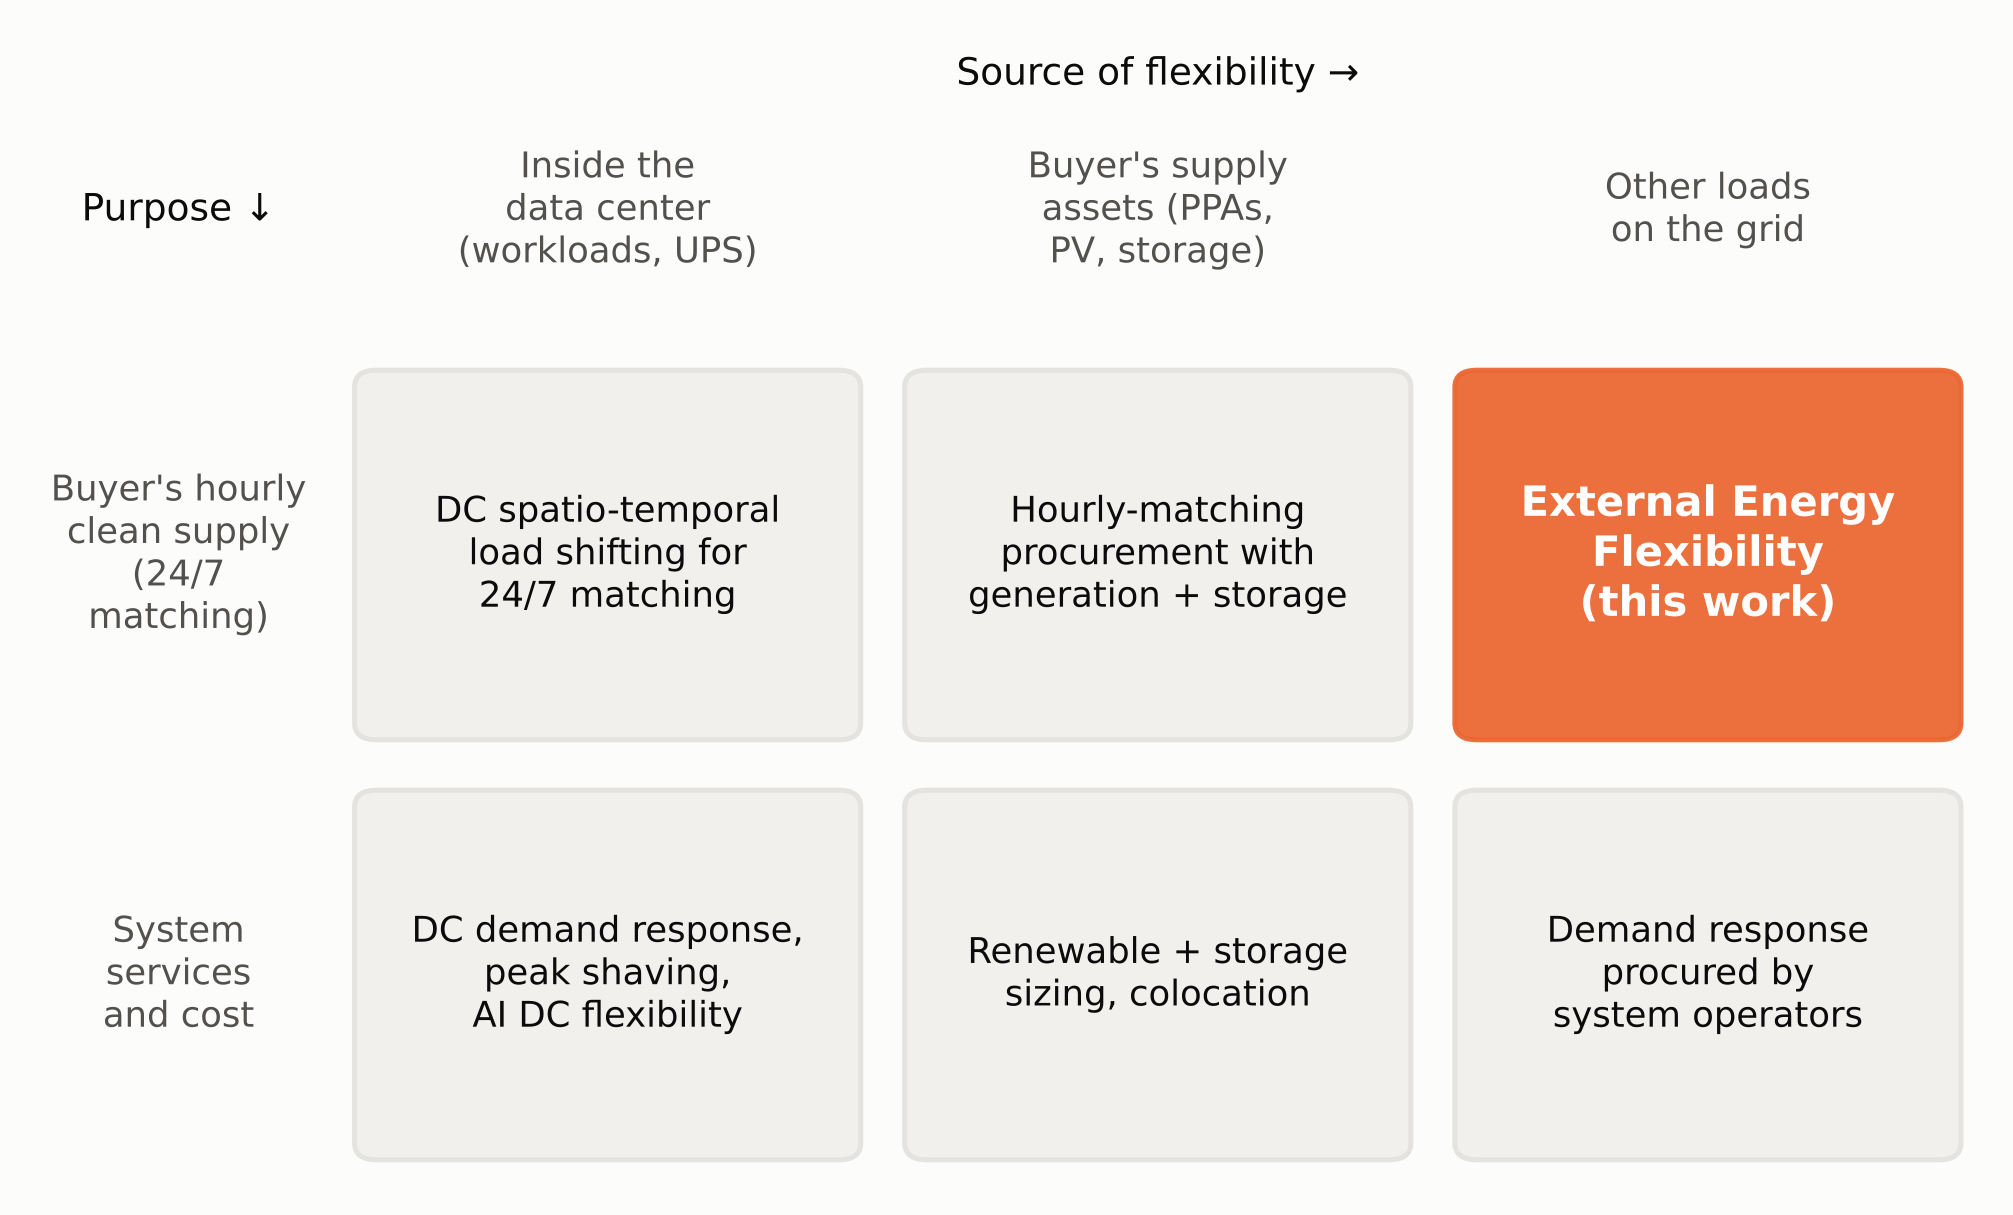 Source of flexibility →
Purpose ↓
Inside the
data center
(workloads, UPS)
Buyer's supply
assets (PPAs,
PV, storage)
Other loads
on the grid
Buyer's hourly
clean supply
(24/7
matching)
DC spatio-temporal
load shifting for
24/7 matching
Hourly-matching
procurement with
generation + storage
External Energy
Flexibility
(this work)
System
services
and cost
DC demand response,
peak shaving,
AI DC flexibility
Renewable + storage
sizing, colocation
Demand response
procured by
system operators